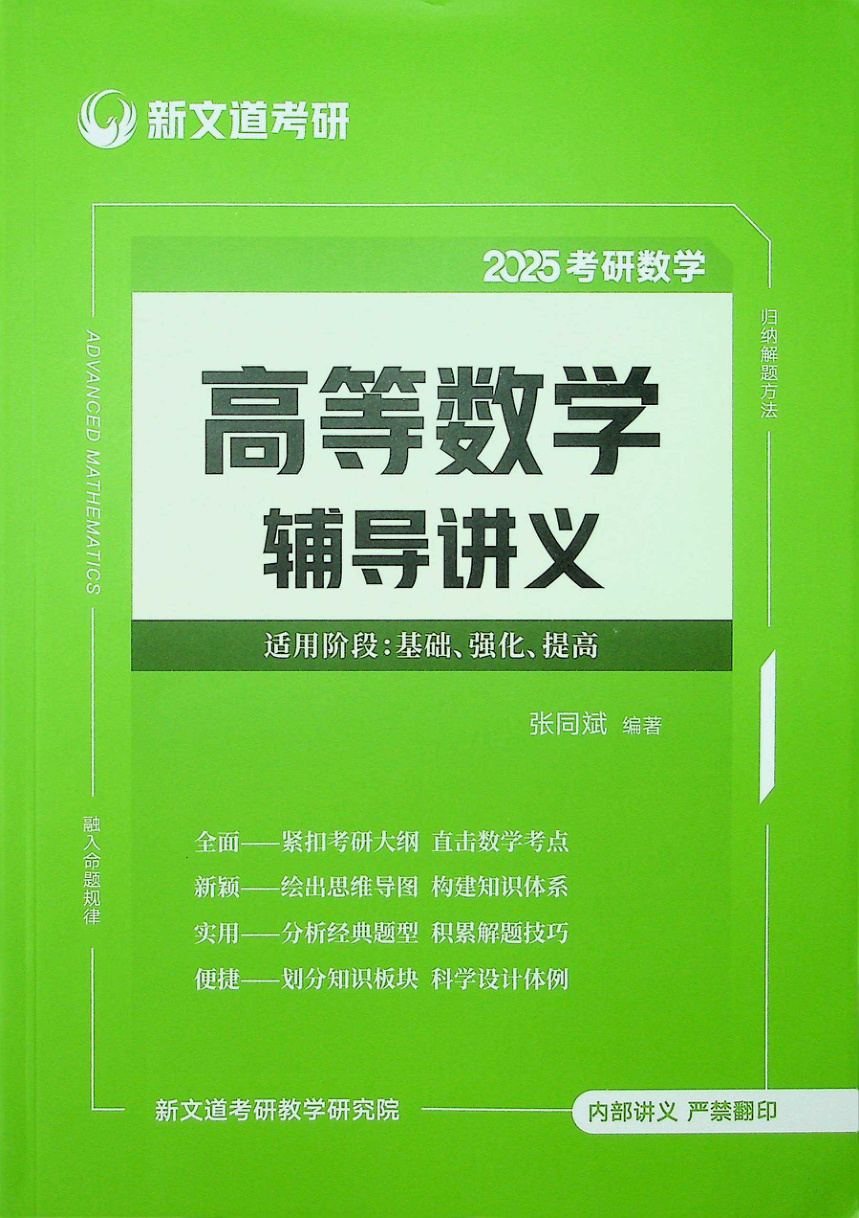 新文道考研
2025考研数学
高等数学
辅导讲义
适用阶段:基础、强化、提高
张同斌 编著
ADVANCED MATHEMATICS
归纳解题方法
融入命题规律
全面——紧扣考研大纲 直击数学考点
新颖——绘出思维导图 构建知识体系
实用——分析经典题型 积累解题技巧
便捷——划分知识板块 科学设计体例
新文道考研教学研究院
内部讲义 严禁翻印